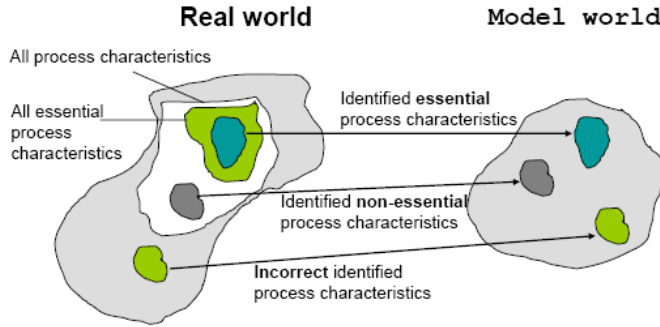 Real world
Model world
All process characteristics
All essential
process
characteristics
Identified essential
process characteristics
Identified non-essential
process characteristics
Incorrect identified
process characteristics